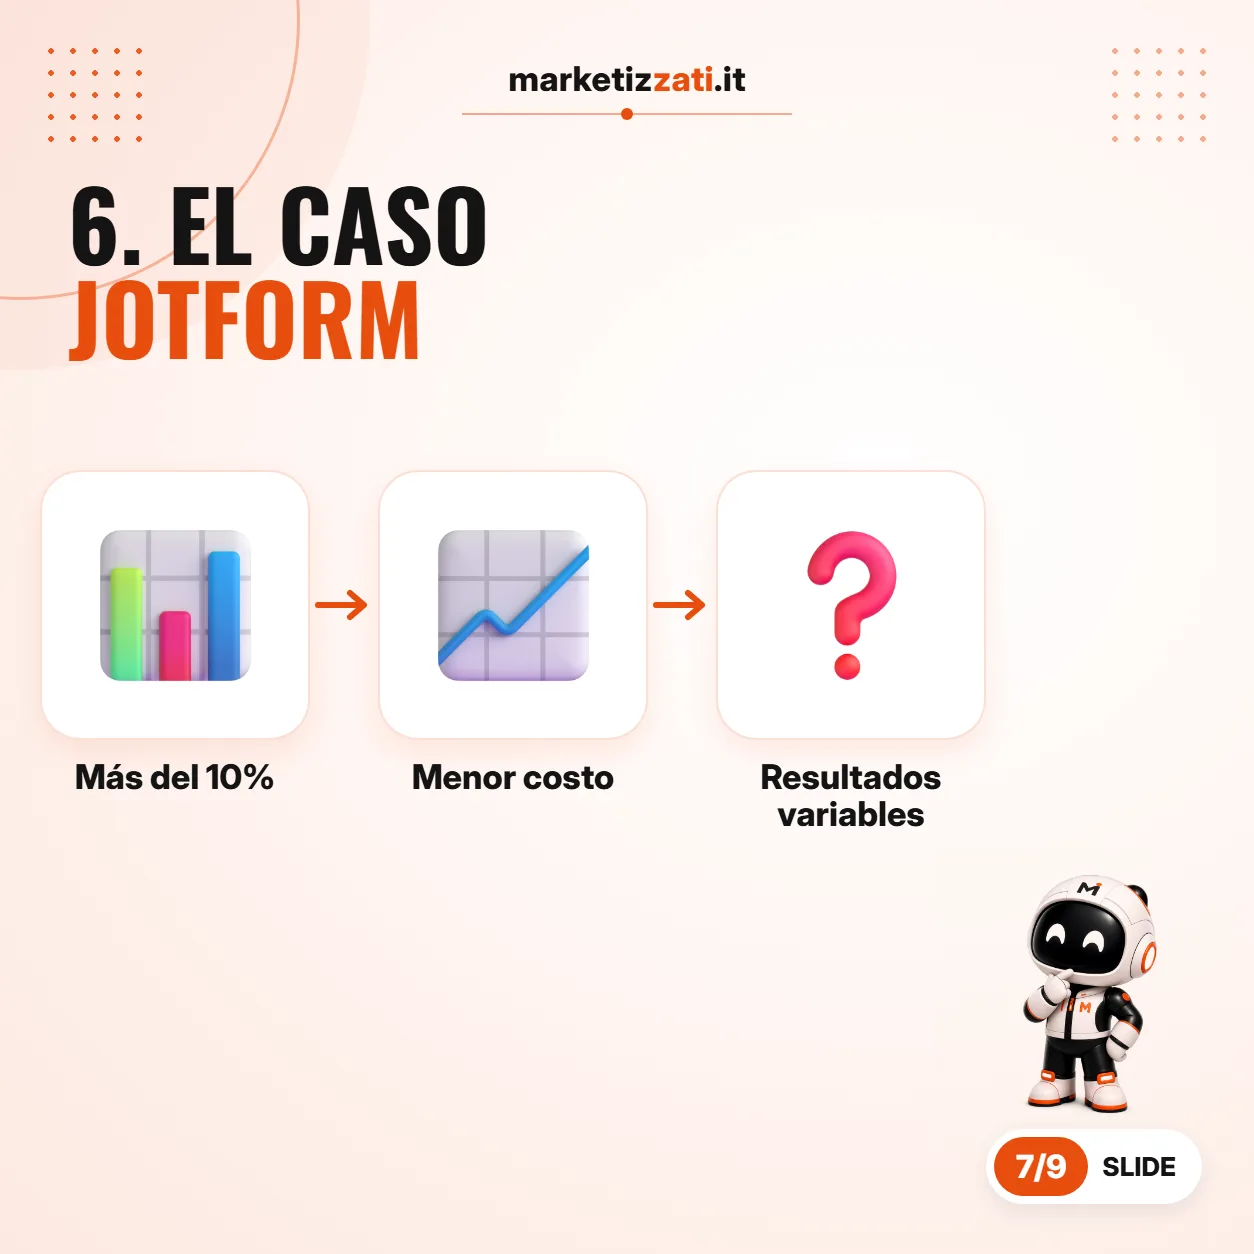 marketizzati.it
6. EL CASO
JOTFORM
Más del 10%
Menor costo
Resultados
variables
M
M
7/9 SLIDE